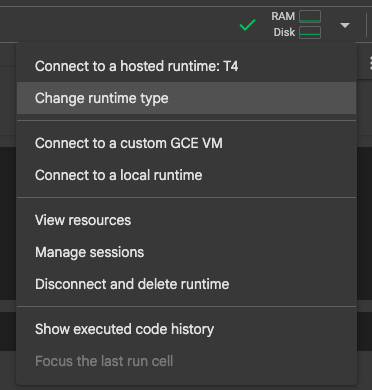 RAM
Disk
Connect to a hosted runtime: T4
Change runtime type
Connect to a custom GCE VM
Connect to a local runtime
View resources
Manage sessions
Disconnect and delete runtime
Show executed code history
Focus the last run cell